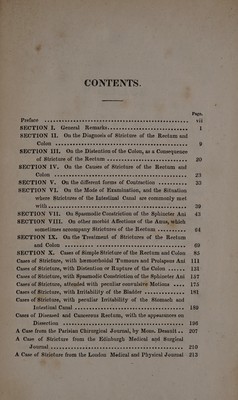 CONTENTS.
Page.
Preface vii
SECTION I. General Remarks 1
SECTION II. On the Diagnosis of Stricture of the Rectum and
Colon 9
SECTION III. On the Distention of the Colon, as a Consequence
of Stricture of the Rectum 20
SECTION IV. On the Causes of Stricture of the Rectum and
Colon 23
SECTION V. On the different forms of Contraction 33
SECTION VI. On the Mode of Examination, and the Situation
where Strictures of the Intestinal Canal are commonly met
with 39
SECTION VII. On Spasmodic Constriction of the Sphincter Ani 45
SECTION VIII. On other morbid Affections of the Anus, which
sometimes accompany Strictures of the Rectum 54
SECTION IX. On the Treatment of Strictures of the Rectum
and Colon 69
SECTION X. Cases of Simple Stricture of the Rectum and Colon 85
Cases of Stricture, with hæmorrhoidal Tumours and Prolapsus Ani 111
Cases of Stricture, with Distention or Rupture of the Colon 131
Cases of Stricture, with Spasmodic Contraction of the Sphincter Ani 157
Cases of Stricture, attended with peculiar convulsive Motions 175
Cases of Stricture, with Irritability of the Bladder 181
Cases of Stricture, with peculiar Irritability of the Stomach and
Intestinal Canal 189
Cases of Diseased and Cancerous Rectum, with the appearances on
Dissection 196
A Case from the Parisian Chirurgical Journal, by Mons. Desault 207
A Case of Stricture from the Edinburgh Medical and Surgical
Journal 210
A Case of Stricture from the London Medical and Physical Journal 213